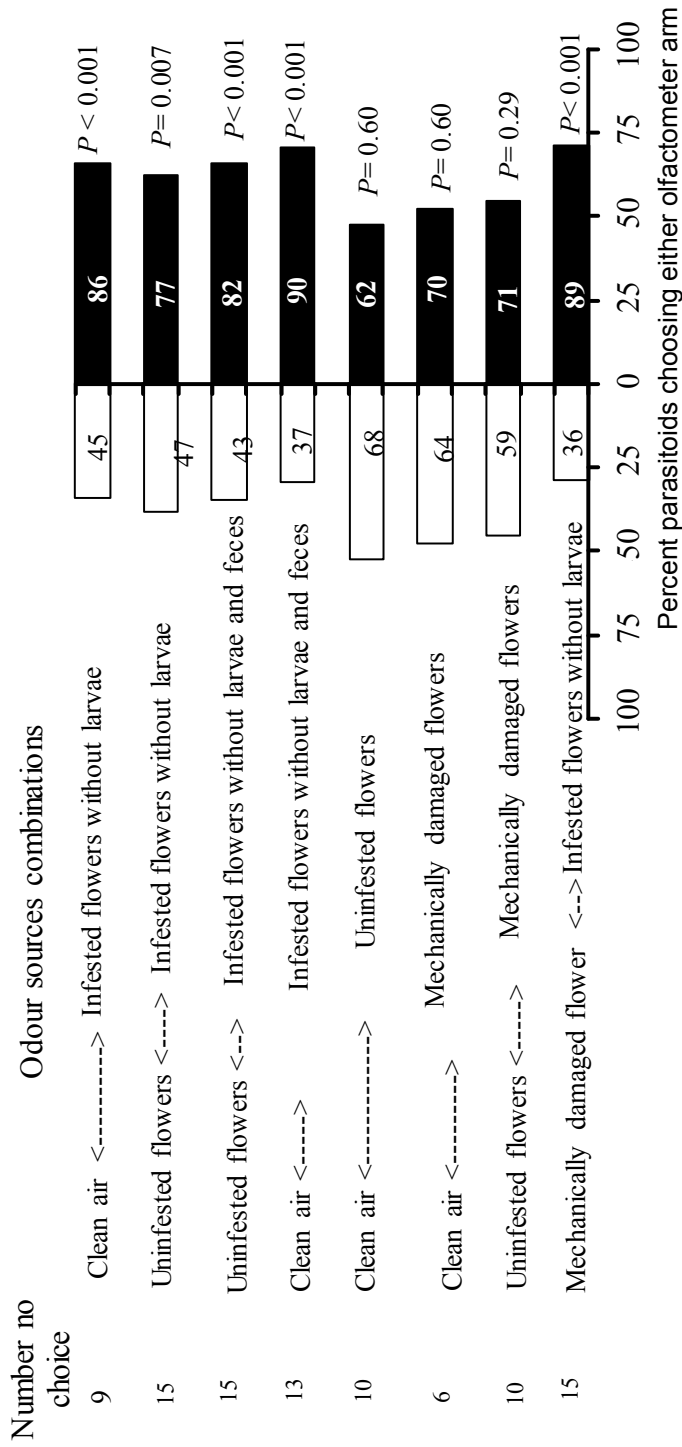 Number no choice
Odour sources combinations
9 Clean air <------------> Infested flowers without larvae 45 86 P < 0.001
15 Uninfested flowers <-----> Infested flowers without larvae 47 77 P= 0.007
15 Uninfested flowers <--> Infested flowers without larvae and feces 43 82 P< 0.001
13 Clean air <-----> Infested flowers without larvae and feces 37 90 P< 0.001
10 Clean air <--------------> Uninfested flowers 68 62 P= 0.60
6 Clean air <-----------> Mechanically damaged flowers 64 70 P= 0.60
10 Uninfested flowers <-----> Mechanically damaged flowers 59 71 P= 0.29
15 Mechanically damaged flower <--> Infested flowers without larvae 36 89 P< 0.001
100 75 50 25 0 25 50 75 100
Percent parasitoids choosing either olfactometer arm